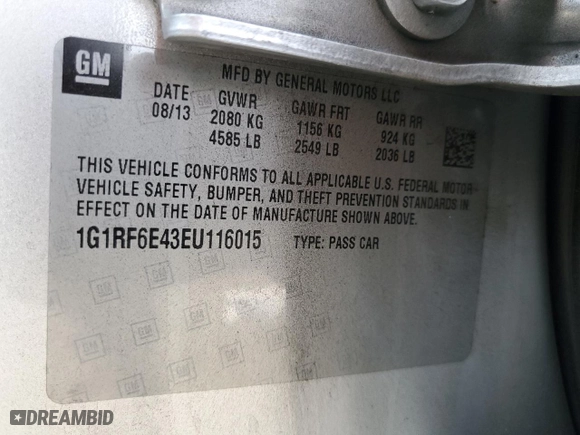 GM
MFD BY GENERAL MOTORS LLC
DATE GVWR GAWR FRT GAWR RR
08/13 2080 KG 1156 KG 924 KG
4585 LB 2549 LB 2036 LB
THIS VEHICLE CONFORMS TO ALL APPLICABLE U.S. FEDERAL MOTOR
VEHICLE SAFETY, BUMPER, AND THEFT PREVENTION STANDARDS IN
EFFECT ON THE DATE OF MANUFACTURE SHOWN ABOVE.
1G1RF6E43EU116015 TYPE: PASS CAR
DREAMBID